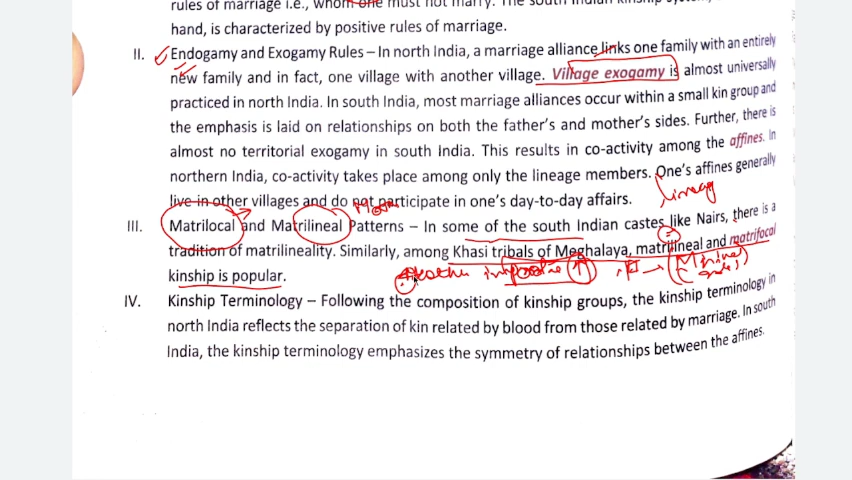 rules of marriage i.e., whom one must not marry. The south Indian kinship system,
hand, is characterized by positive rules of marriage.
II. Endogamy and Exogamy Rules – In north India, a marriage alliance links one family with an entirely
new family and in fact, one village with another village. Village exogamy is almost universally
practiced in north India. In south India, most marriage alliances occur within a small kin group and
the emphasis is laid on relationships on both the father's and mother's sides. Further, there is
almost no territorial exogamy in south India. This results in co-activity among the affines. In
northern India, co-activity takes place among only the lineage members. One's affines generally
live in other villages and do not participate in one's day-to-day affairs.
lineag
III. Matrilocal and Matrilineal Patterns – In some of the south Indian castes like Nairs, there is a
tradition of matrilineality. Similarly, among Khasi tribals of Meghalaya, matrilineal and matrifocal
kinship is popular.
IV. Kinship Terminology – Following the composition of kinship groups, the kinship terminology in
north India reflects the separation of kin related by blood from those related by marriage. In south
India, the kinship terminology emphasizes the symmetry of relationships between the affines.